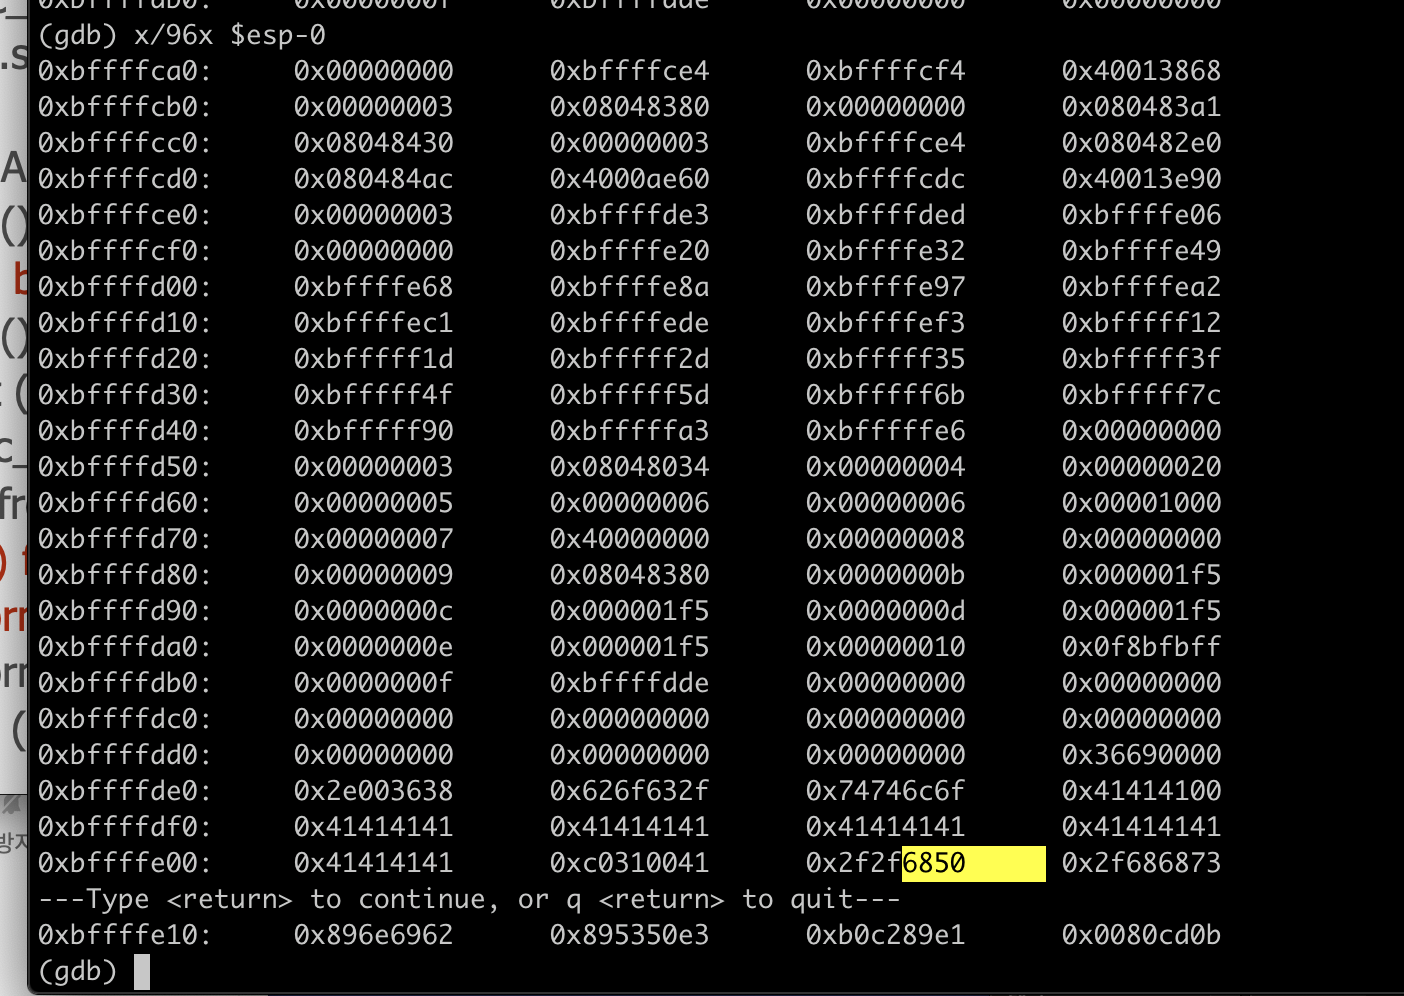 (gdb) x/96x $esp-0
0xbffffca0: 0x00000000 0xbffffce4 0xbffffcf4 0x40013868
0xbffffcb0: 0x00000003 0x08048380 0x00000000 0x080483a1
0xbffffcc0: 0x08048430 0x00000003 0xbffffce4 0x080482e0
0xbffffcd0: 0x080484ac 0x4000ae60 0xbffffcdc 0x40013e90
0xbffffce0: 0x00000003 0xbffffde3 0xbffffded 0xbffffe06
0xbffffcf0: 0x00000000 0xbffffe20 0xbffffe32 0xbffffe49
0xbffffd00: 0xbffffe68 0xbffffe8a 0xbffffe97 0xbffffea2
0xbffffd10: 0xbffffec1 0xbffffede 0xbffffef3 0xbfffff12
0xbffffd20: 0xbfffff1d 0xbfffff2d 0xbfffff35 0xbfffff3f
0xbffffd30: 0xbfffff4f 0xbfffff5d 0xbfffff6b 0xbfffff7c
0xbffffd40: 0xbfffff90 0xbfffffa3 0xbfffffe6 0x00000000
0xbffffd50: 0x00000003 0x08048034 0x00000004 0x00000020
0xbffffd60: 0x00000005 0x00000006 0x00000006 0x00001000
0xbffffd70: 0x00000007 0x40000000 0x00000008 0x00000000
0xbffffd80: 0x00000009 0x08048380 0x0000000b 0x000001f5
0xbffffd90: 0x0000000c 0x000001f5 0x0000000d 0x000001f5
0xbffffda0: 0x0000000e 0x000001f5 0x00000010 0x0f8bfbff
0xbffffdb0: 0x0000000f 0xbffffdde 0x00000000 0x00000000
0xbffffdc0: 0x00000000 0x00000000 0x00000000 0x00000000
0xbffffdd0: 0x00000000 0x00000000 0x00000000 0x36690000
0xbffffde0: 0x2e003638 0x626f632f 0x74746c6f 0x41414100
0xbffffdf0: 0x41414141 0x41414141 0x41414141 0x41414141
0xbffffe00: 0x41414141 0xc0310041 0x2f2f6850 0x2f686873
---Type <return> to continue, or q <return> to quit---
0xbffffe10: 0x896e6962 0x895350e3 0xb0c289e1 0x0080cd0b
(gdb)